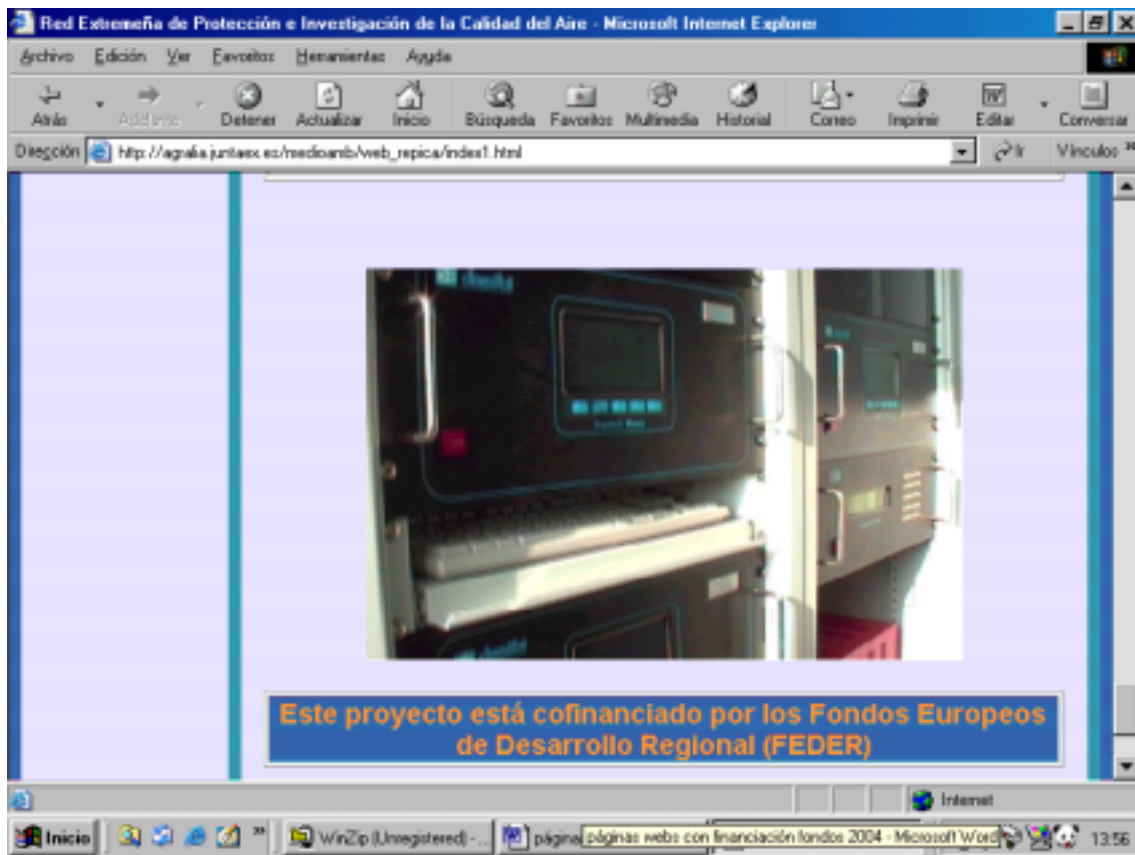 Red Extremeña de Protección e Investigación de la Calidad del Aire - Microsoft Internet Explorer
Archivo Edición Ver Favoritos Herramientas Ayuda
Atrás Adelante Detener Actualizar Inicio Búsqueda Favoritos Multimedia Historial Correo Imprimir Editar Conversar
Dirección http://agralia.juntaex.es/medioamb/web_repica/index1.html Ir Vínculos »
Este proyecto está cofinanciado por los Fondos Europeos
de Desarrollo Regional (FEDER)
Internet
Inicio » WinZip (Unregistered) -... página páginas webs con financiación fondos 2004 - Microsoft Word 13:56